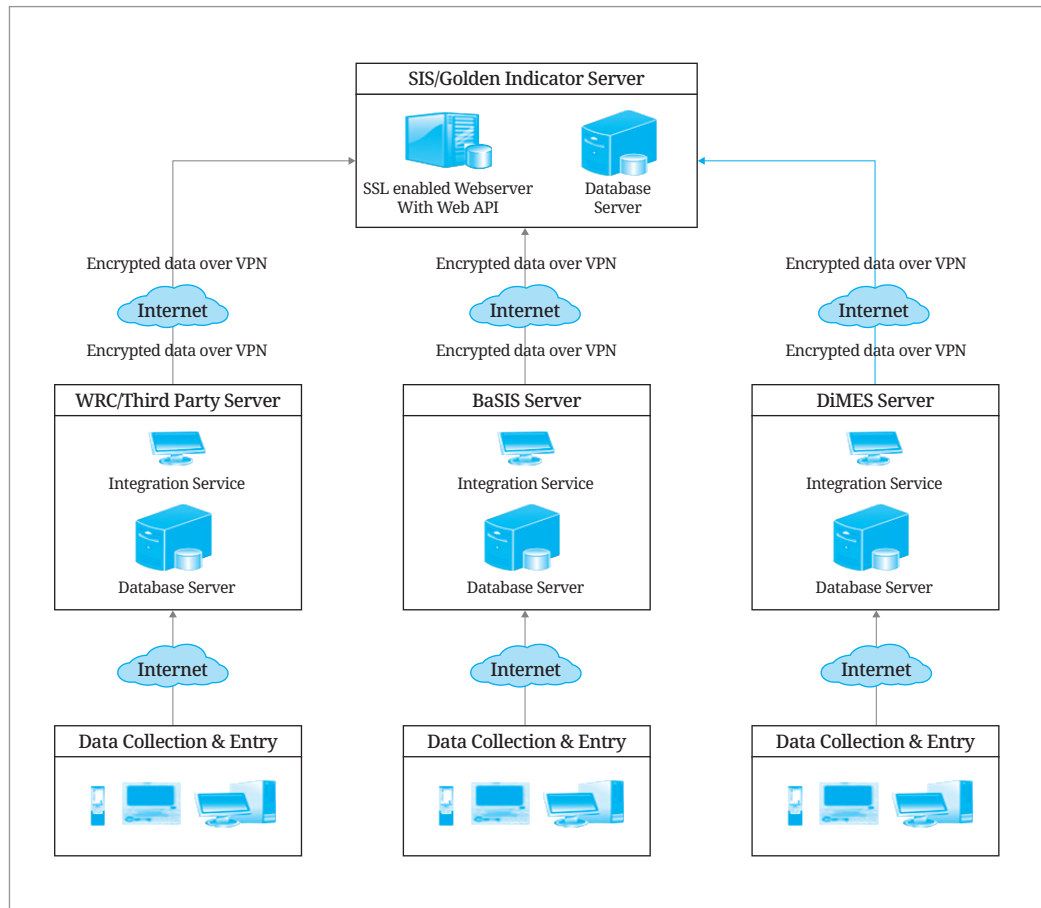 SIS/Golden Indicator Server
SSL enabled Webserver
With Web API
Database
Server
Encrypted data over VPN
Encrypted data over VPN
Encrypted data over VPN
Internet
Internet
Internet
Encrypted data over VPN
Encrypted data over VPN
Encrypted data over VPN
WRC/Third Party Server
BaSIS Server
DiMES Server
Integration Service
Integration Service
Integration Service
Database Server
Database Server
Database Server
Internet
Internet
Internet
Data Collection & Entry
Data Collection & Entry
Data Collection & Entry